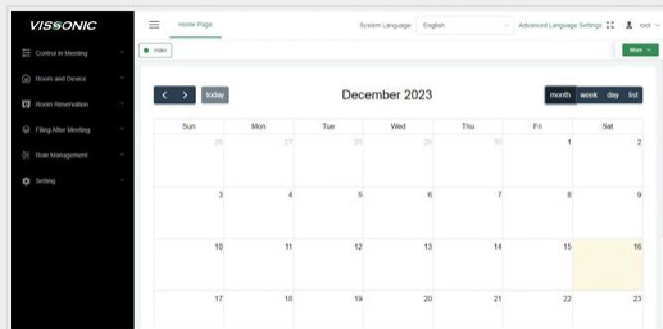 VISSONIC
Home Page
System Language: English
Advanced Language Settings
root
Control In Meeting
Index
More
Room and Device
Room Reservation
Filing After Meeting
Role Management
Setting
today
December 2023
month week day list
Sun Mon Tue Wed Thu Fri Sat
26 27 28 29 30 1 2
3 4 5 6 7 8 9
10 11 12 13 14 15 16
17 18 19 20 21 22 23